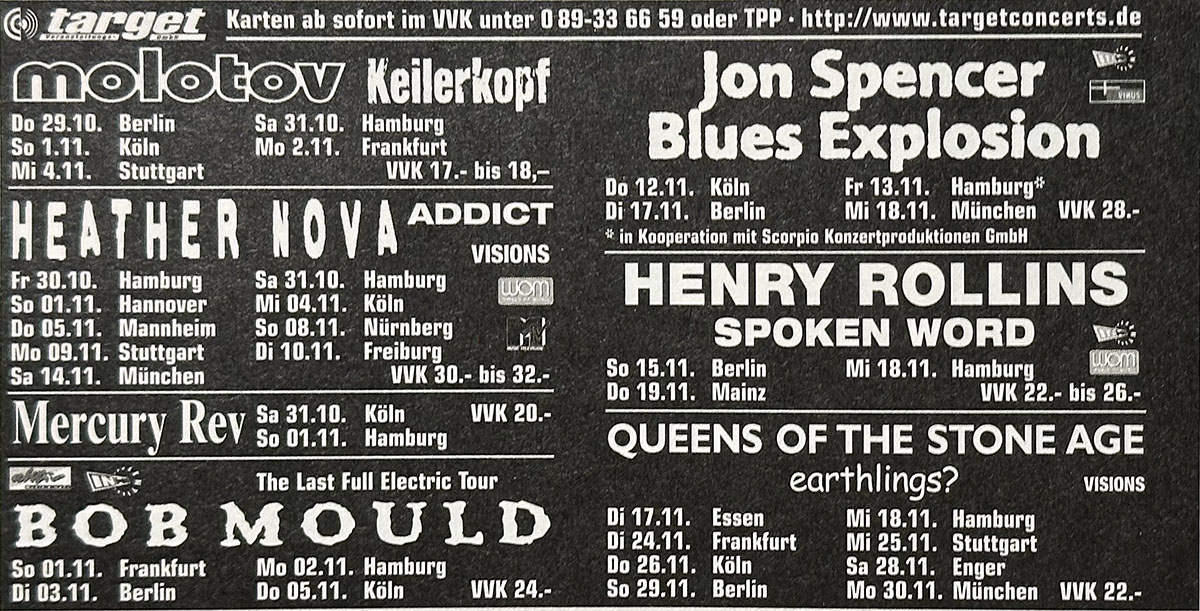 target Karten ab sofort im VVK unter 0 89-33 66 59 oder TPP · http://www.targetconcerts.de
Veranstaltungs. GmbH
molotov Keilerkopf
Do 29.10. Berlin Sa 31.10. Hamburg
So 1.11. Köln Mo 2.11. Frankfurt
Mi 4.11. Stuttgart VVK 17.- bis 18,–
HEATHER NOVA ADDICT
VISIONS
Fr 30.10. Hamburg Sa 31.10. Hamburg
So 01.11. Hannover Mi 04.11. Köln
WOM
Do 05.11. Mannheim So 08.11. Nürnberg
MTV
MUSIC TELEVISION
Mo 09.11. Stuttgart Di 10.11. Freiburg
Sa 14.11. München VVK 30.- bis 32.-
Mercury Rev Sa 31.10. Köln VVK 20.-
So 01.11. Hamburg
The Last Full Electric Tour
BOB MOULD
So 01.11. Frankfurt Mo 02.11. Hamburg
Di 03.11. Berlin Do 05.11. Köln VVK 24.-
Jon Spencer
Blues Explosion
VIRUS
Do 12.11. Köln Fr 13.11. Hamburg*
Di 17.11. Berlin Mi 18.11. München VVK 28.-
* in Kooperation mit Scorpio Konzertproduktionen GmbH
HENRY ROLLINS
SPOKEN WORD
WOM
So 15.11. Berlin Mi 18.11. Hamburg
Do 19.11. Mainz VVK 22.- bis 26.-
QUEENS OF THE STONE AGE
earthlings? VISIONS
Di 17.11. Essen Mi 18.11. Hamburg
Di 24.11. Frankfurt Mi 25.11. Stuttgart
Do 26.11. Köln Sa 28.11. Enger
So 29.11. Berlin Mo 30.11. München VVK 22.-